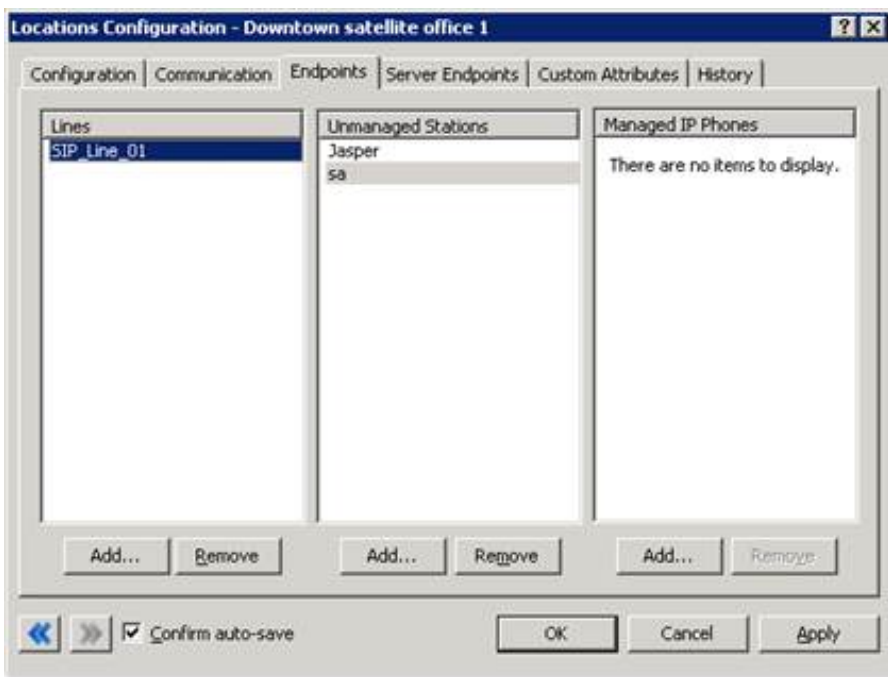 Locations Configuration - Downtown satellite office 1
Configuration Communication Endpoints Server Endpoints Custom Attributes History
Lines
SIP_Line_01
Unmanaged Stations
Jasper
sa
Managed IP Phones
There are no items to display.
Add... Remove Add... Remove Add... Remove
Confirm auto-save OK Cancel Apply